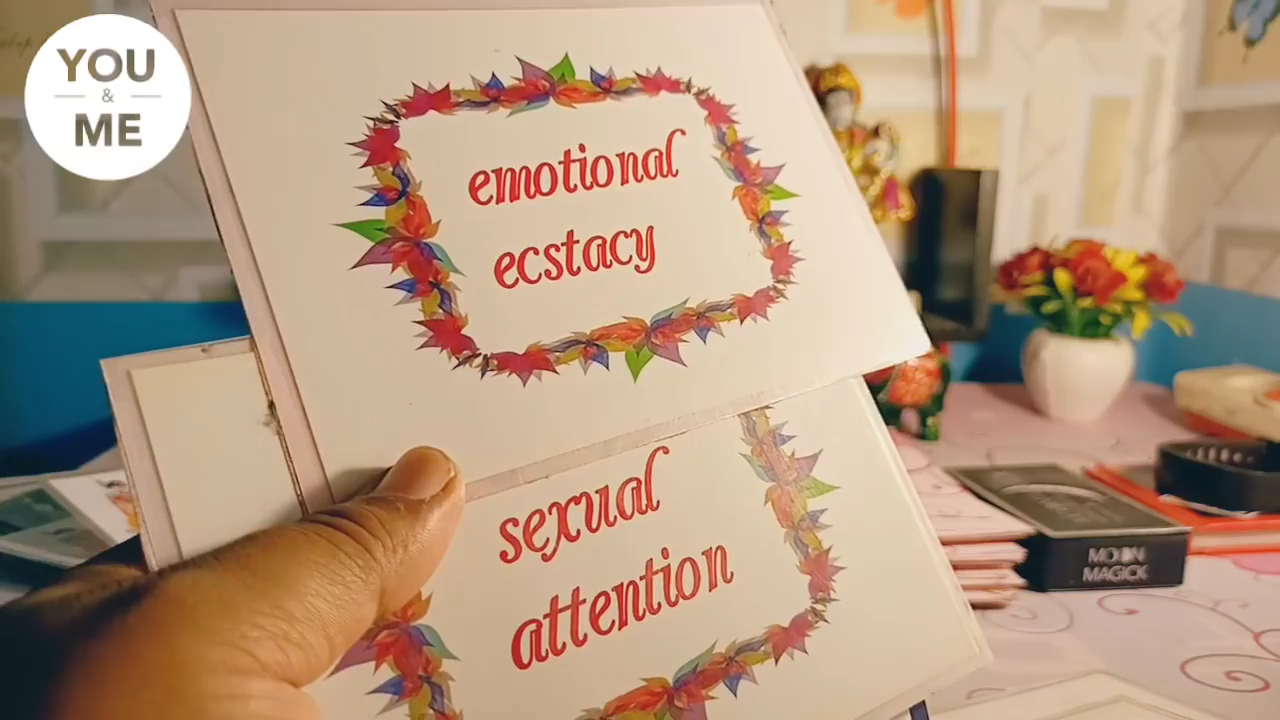 YOU
&
ME
emotional
ecstacy
sexual
attention
MOON
MAGICK